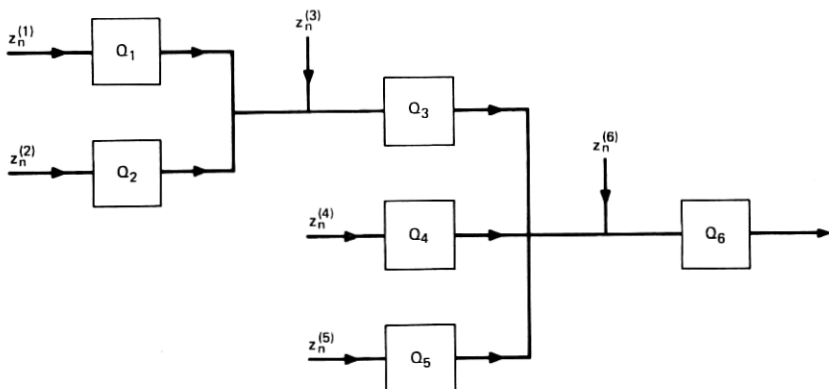 z_n^(1)
Q_1
z_n^(3)
Q_3
z_n^(2)
Q_2
z_n^(6)
z_n^(4)
Q_4
Q_6
z_n^(5)
Q_5